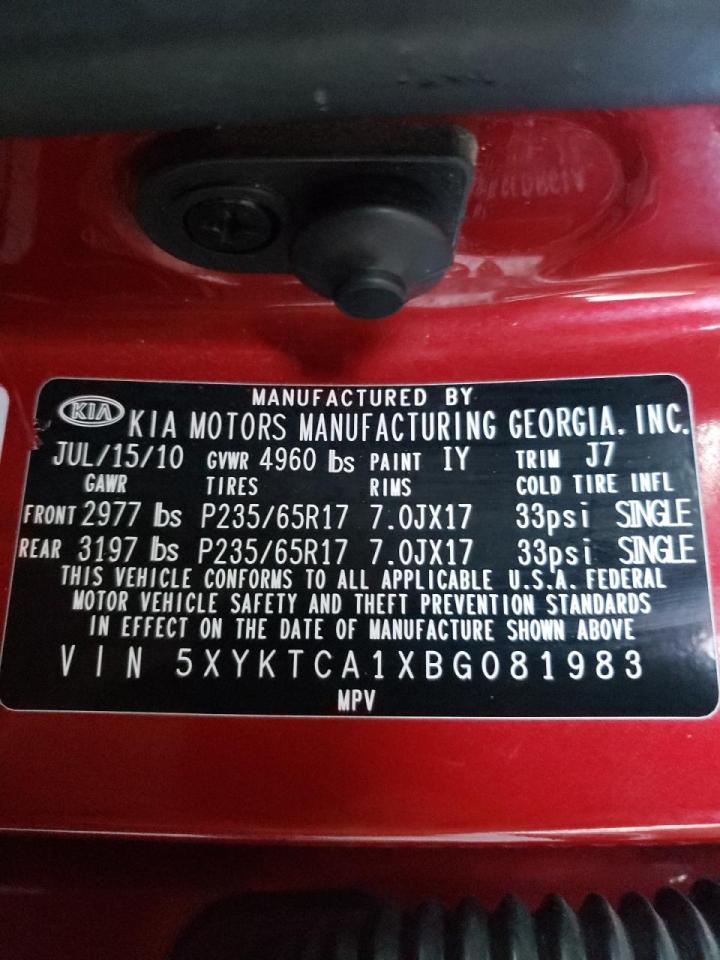 MANUFACTURED BY
KIA KIA MOTORS MANUFACTURING GEORGIA, INC.
JUL/15/10 GVWR 4960 lbs PAINT IY TRIM J7
GAWR TIRES RIMS COLD TIRE INFL
FRONT 2977 lbs P235/65R17 7.0JX17 33psi SINGLE
REAR 3197 lbs P235/65R17 7.0JX17 33psi SINGLE
THIS VEHICLE CONFORMS TO ALL APPLICABLE U.S.A. FEDERAL
MOTOR VEHICLE SAFETY AND THEFT PREVENTION STANDARDS
IN EFFECT ON THE DATE OF MANUFACTURE SHOWN ABOVE
VIN 5XYKTCA1XBG081983
MPV